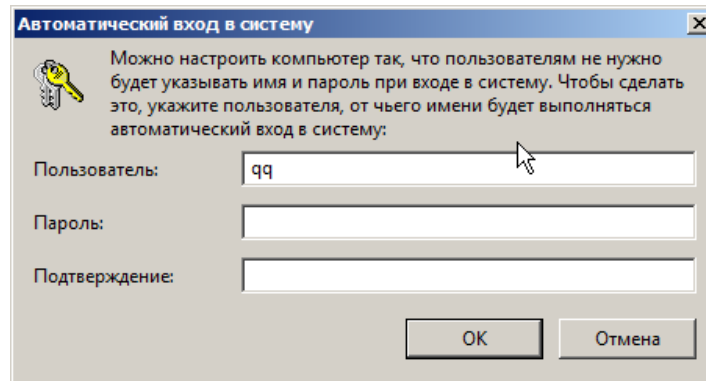 Автоматический вход в систему
Можно настроить компьютер так, что пользователям не нужно
будет указывать имя и пароль при входе в систему. Чтобы сделать
это, укажите пользователя, от чьего имени будет выполняться
автоматический вход в систему:
Пользователь: qq
Пароль:
Подтверждение:
ОК Отмена